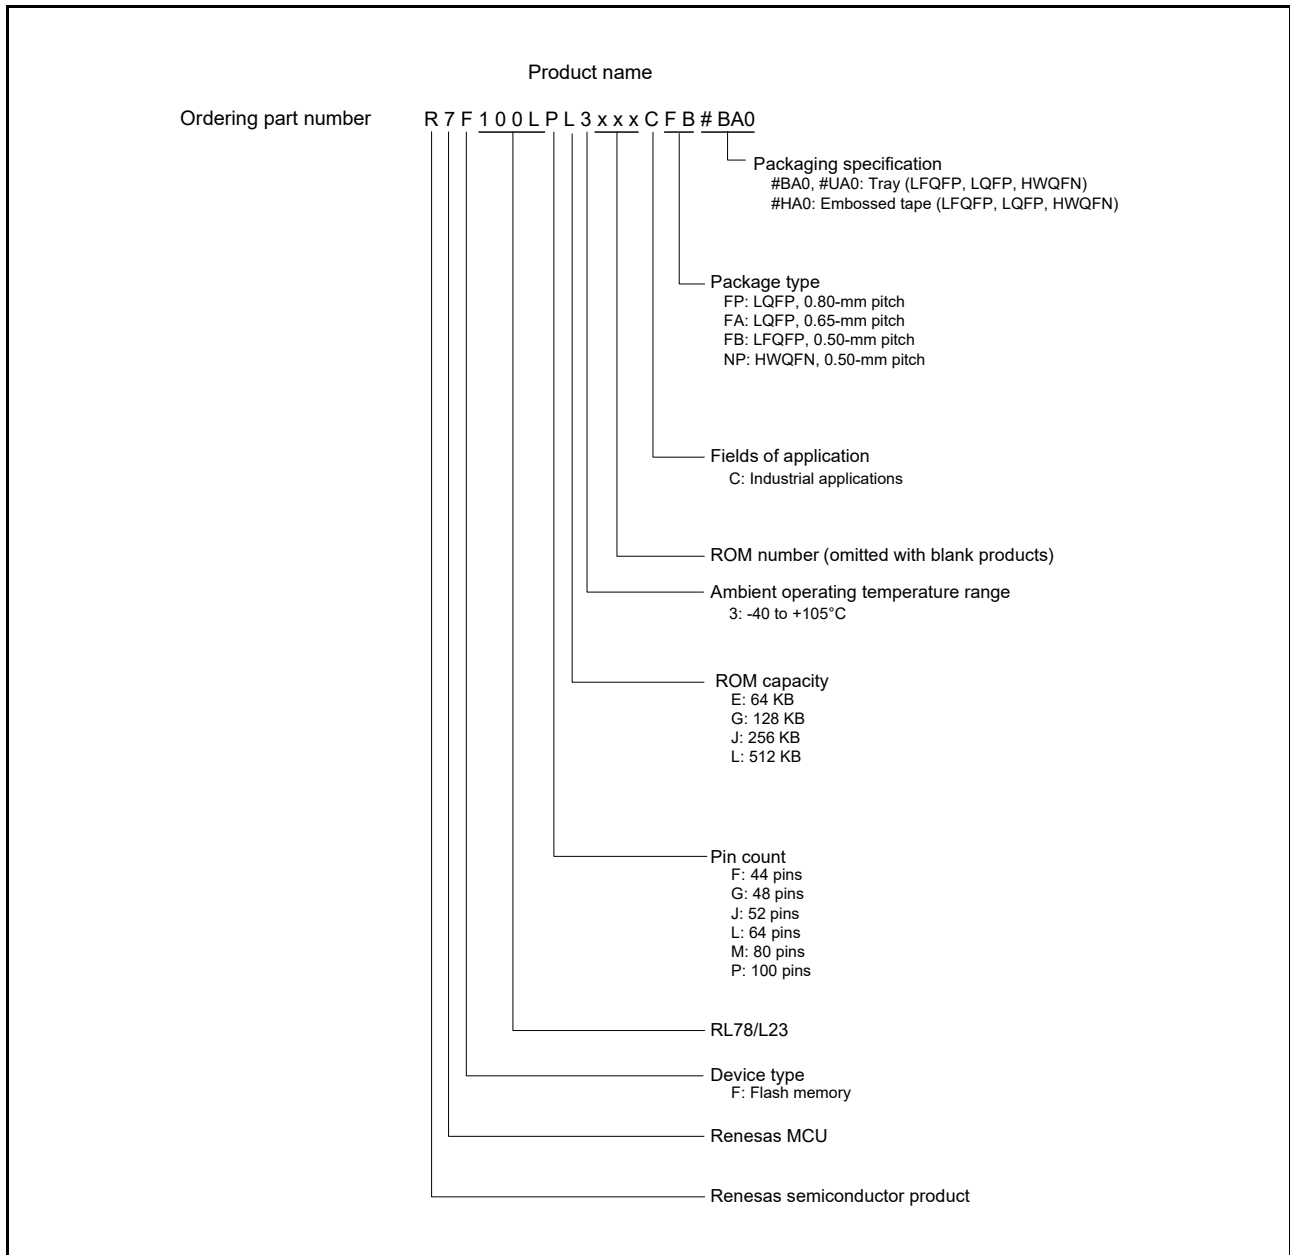 Product name
Ordering part number R 7 F 1 0 0 L P L 3 x x x C F B # BA0
Packaging specification
#BA0, #UA0: Tray (LFQFP, LQFP, HWQFN)
#HA0: Embossed tape (LFQFP, LQFP, HWQFN)
Package type
FP: LQFP, 0.80-mm pitch
FA: LQFP, 0.65-mm pitch
FB: LFQFP, 0.50-mm pitch
NP: HWQFN, 0.50-mm pitch
Fields of application
C: Industrial applications
ROM number (omitted with blank products)
Ambient operating temperature range
3: -40 to +105°C
ROM capacity
E: 64 KB
G: 128 KB
J: 256 KB
L: 512 KB
Pin count
F: 44 pins
G: 48 pins
J: 52 pins
L: 64 pins
M: 80 pins
P: 100 pins
RL78/L23
Device type
F: Flash memory
Renesas MCU
Renesas semiconductor product